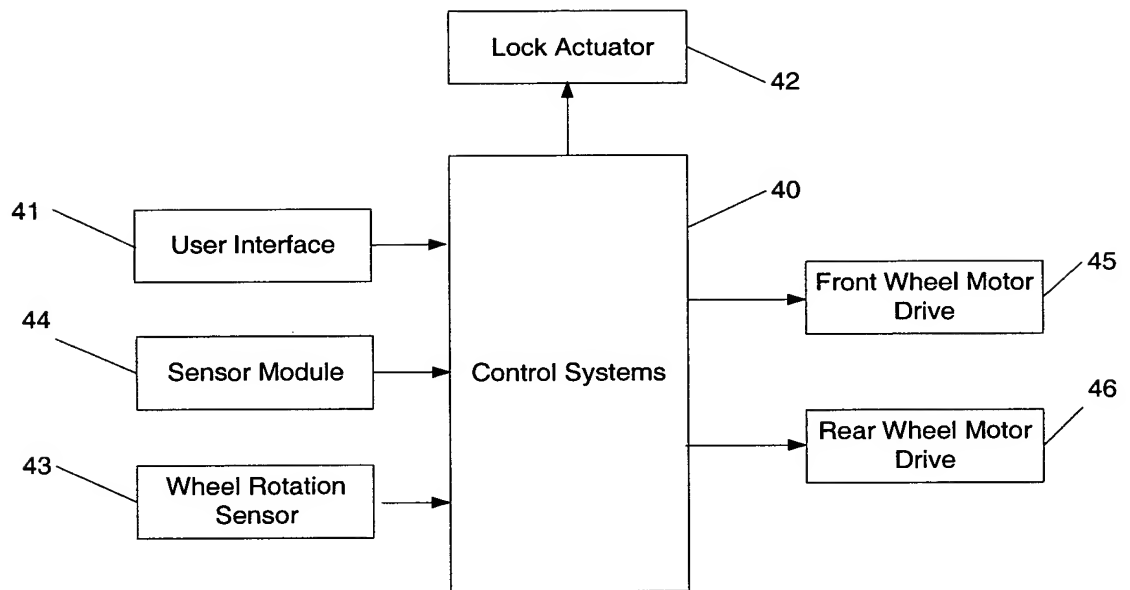 Lock Actuator
42
40
41
User Interface
45
Front Wheel Motor
Drive
44
Sensor Module
Control Systems
46
Rear Wheel Motor
Drive
43
Wheel Rotation
Sensor